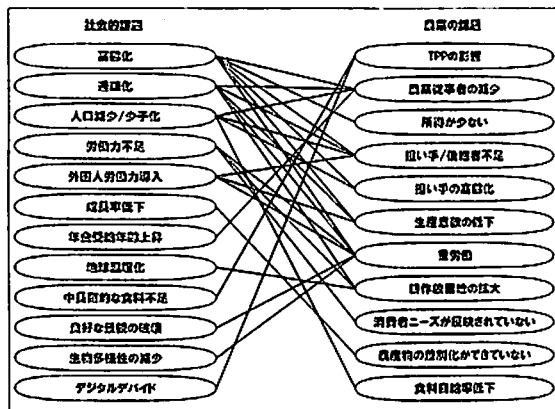 社会的課題
農業の課題
高齢化
過疎化
人口減少/少子化
労働力不足
外国人労働力導入
成長率低下
年金受給年齢上昇
地球温暖化
中長期的な食料不足
良好な景観の破壊
生物多様性の減少
デジタルデバイド
TPPの影響
農業従事者の減少
所得が少ない
担い手/後継者不足
担い手の高齢化
生産意欲の低下
重労働
耕作放棄地の拡大
消費者ニーズが反映されていない
農産物の差別化ができていない
食料自給率低下